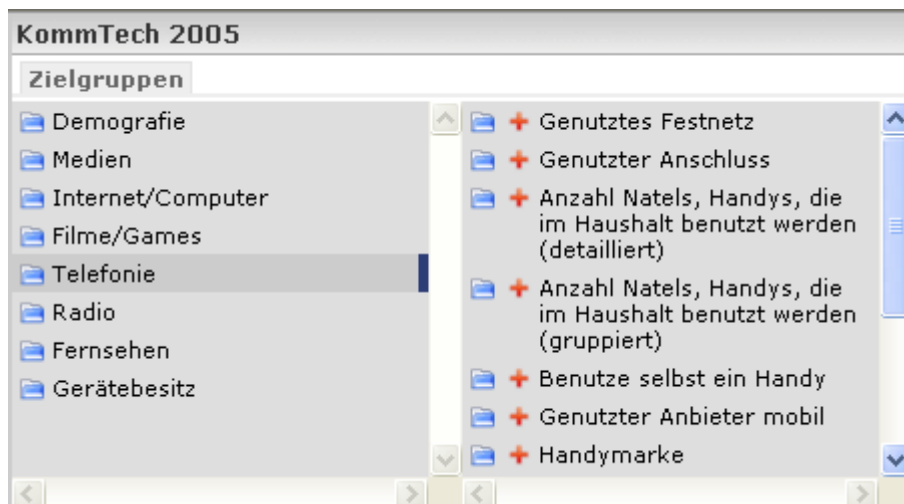 KommTech 2005
Zielgruppen
Demografie
Medien
Internet/Computer
Filme/Games
Telefonie
Radio
Fernsehen
Gerätebesitz
Genutztes Festnetz
Genutzter Anschluss
Anzahl Natels, Handys, die
im Haushalt benutzt werden
(detailliert)
Anzahl Natels, Handys, die
im Haushalt benutzt werden
(gruppiert)
Benutze selbst ein Handy
Genutzter Anbieter mobil
Handymarke